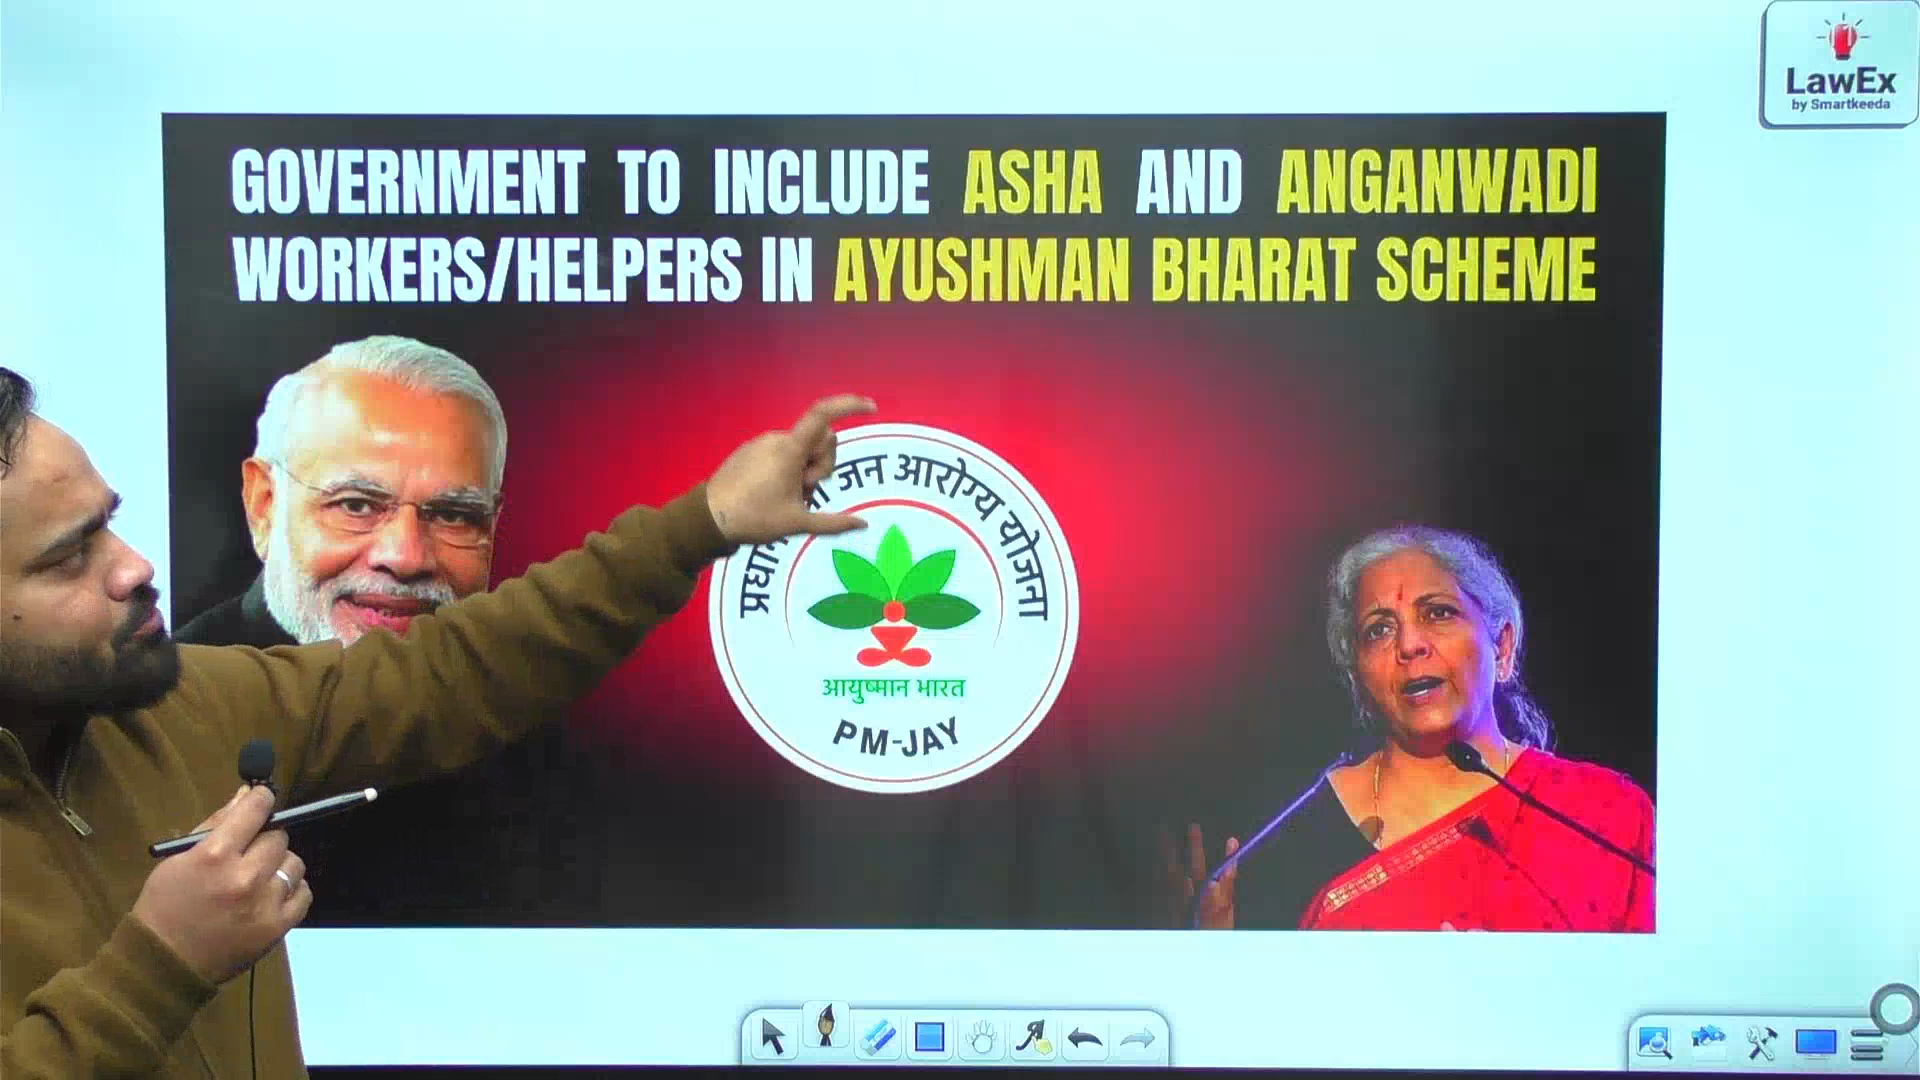 LawEx
by Smartkeeda
GOVERNMENT TO INCLUDE ASHA AND ANGANWADI
WORKERS/HELPERS IN AYUSHMAN BHARAT SCHEME
जन आरोग्य योजना
आयुष्मान भारत
PM-JAY